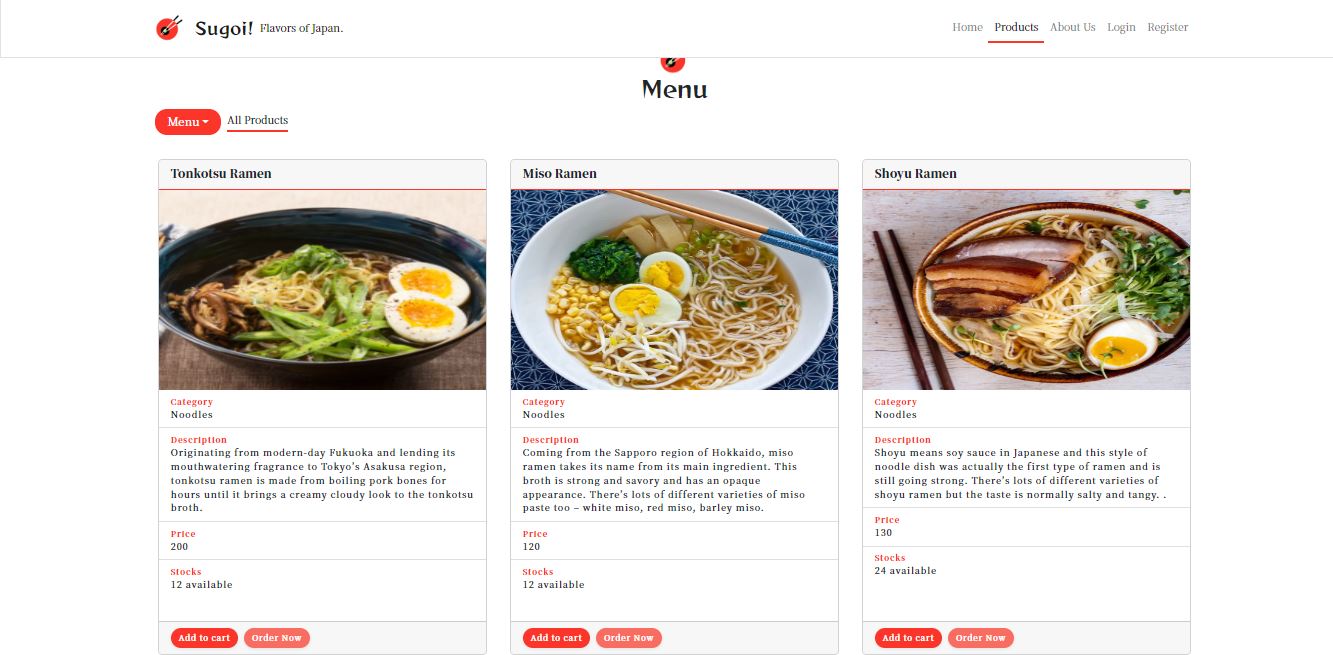 Sugoi! Flavors of Japan.
Home Products About Us Login Register
Menu
Menu All Products
Tonkotsu Ramen
Category
Noodles
Description
Originating from modern-day Fukuoka and lending its
mouthwatering fragrance to Tokyo's Asakusa region,
tonkotsu ramen is made from boiling pork bones for
hours until it brings a creamy cloudy look to the tonkotsu
broth.
Price
200
Stocks
12 available
Add to cart Order Now
Miso Ramen
Category
Noodles
Description
Coming from the Sapporo region of Hokkaido, miso
ramen takes its name from its main ingredient. This
broth is strong and savory and has an opaque
appearance. There's lots of different varieties of miso
paste too – white miso, red miso, barley miso.
Price
120
Stocks
12 available
Add to cart Order Now
Shoyu Ramen
Category
Noodles
Description
Shoyu means soy sauce in Japanese and this style of
noodle dish was actually the first type of ramen and is
still going strong. There's lots of different varieties of
shoyu ramen but the taste is normally salty and tangy. .
Price
130
Stocks
24 available
Add to cart Order Now